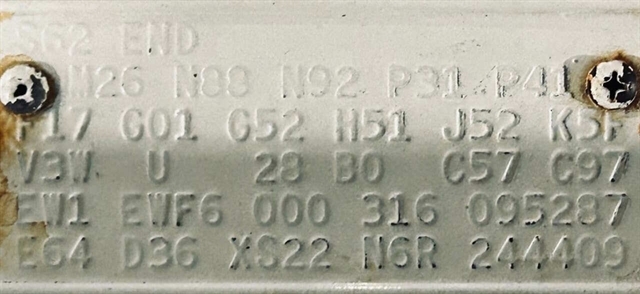 S62 END
M26 N88 N92 P31 P41
F17 G01 G52 H51 J52 K5F
V3W U 28 B0 C57 C97
EW1 EWF6 000 316 095287
E64 D36 XS22 N6R 244409